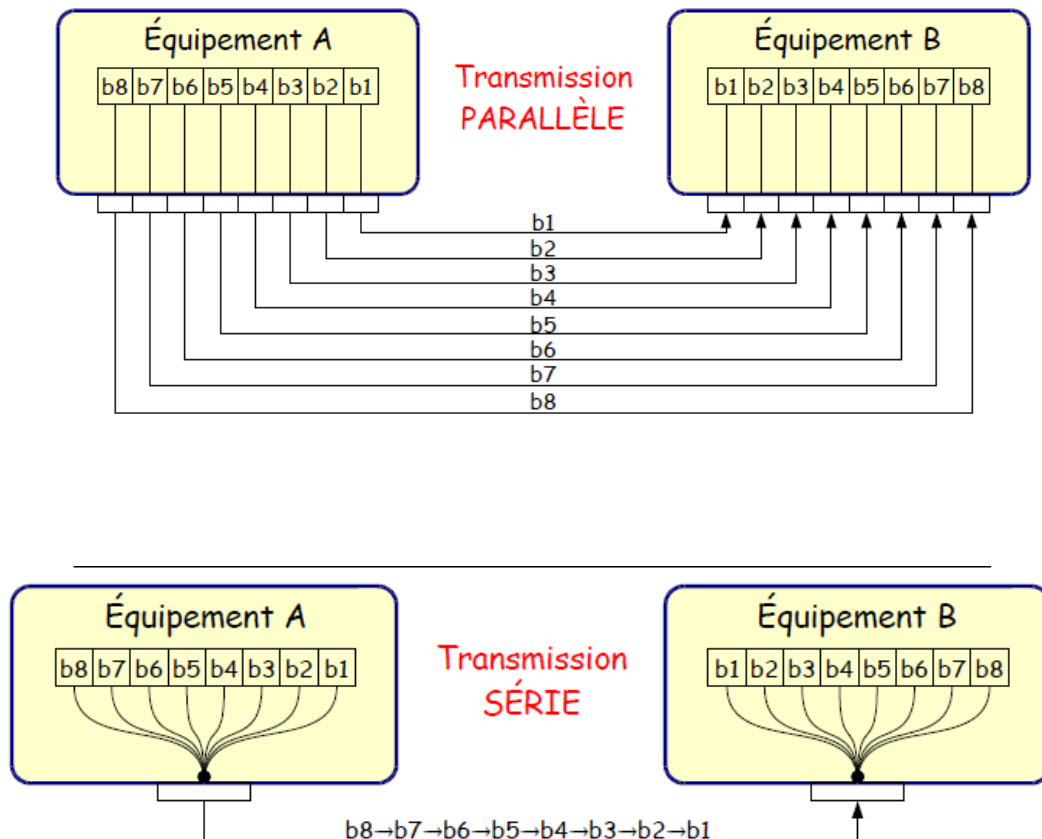 Équipement A
Équipement B
b8 b7 b6 b5 b4 b3 b2 b1
Transmission
PARALLÈLE
b1 b2 b3 b4 b5 b6 b7 b8
b1
b2
b3
b4
b5
b6
b7
b8
Équipement A
Équipement B
b8 b7 b6 b5 b4 b3 b2 b1
Transmission
SÉRIE
b1 b2 b3 b4 b5 b6 b7 b8
b8→b7→b6→b5→b4→b3→b2→b1